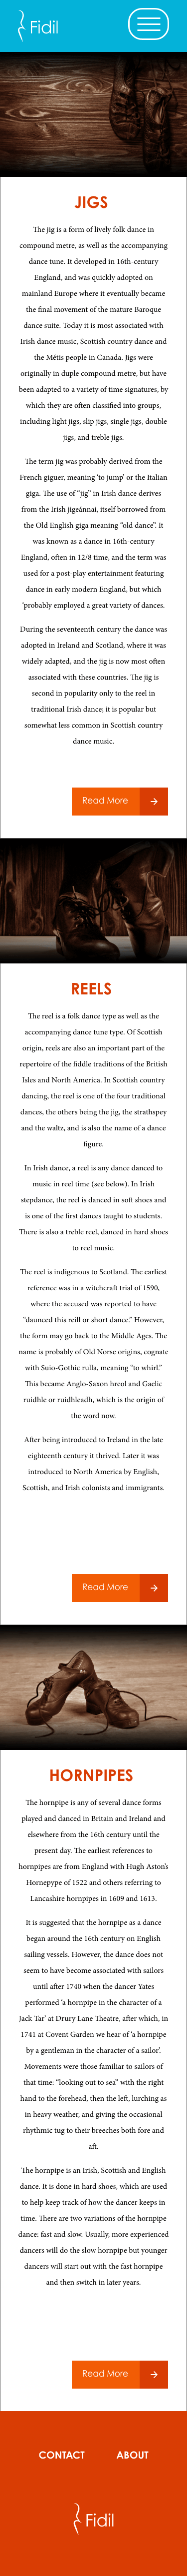 Fidil
JIGS
The jig is a form of lively folk dance in
compound metre, as well as the accompanying
dance tune. It developed in 16th-century
England, and was quickly adopted on
mainland Europe where it eventually became
the final movement of the mature Baroque
dance suite. Today it is most associated with
Irish dance music, Scottish country dance and
the Métis people in Canada. Jigs were
originally in duple compound metre, but have
been adapted to a variety of time signatures, by
which they are often classified into groups,
including light jigs, slip jigs, single jigs, double
jigs, and treble jigs.
The term jig was probably derived from the
French giguer, meaning 'to jump' or the Italian
giga. The use of "jig" in Irish dance derives
from the Irish jigeánnai, itself borrowed from
the Old English giga meaning "old dance". It
was known as a dance in 16th-century
England, often in 12/8 time, and the term was
used for a post-play entertainment featuring
dance in early modern England, but which
'probably employed a great variety of dances.
During the seventeenth century the dance was
adopted in Ireland and Scotland, where it was
widely adapted, and the jig is now most often
associated with these countries. The jig is
second in popularity only to the reel in
traditional Irish dance; it is popular but
somewhat less common in Scottish country
dance music.
Read More →
REELS
The reel is a folk dance type as well as the
accompanying dance tune type. Of Scottish
origin, reels are also an important part of the
repertoire of the fiddle traditions of the British
Isles and North America. In Scottish country
dancing, the reel is one of the four traditional
dances, the others being the jig, the strathspey
and the waltz, and is also the name of a dance
figure.
In Irish dance, a reel is any dance danced to
music in reel time (see below). In Irish
stepdance, the reel is danced in soft shoes and
is one of the first dances taught to students.
There is also a treble reel, danced in hard shoes
to reel music.
The reel is indigenous to Scotland. The earliest
reference was in a witchcraft trial of 1590,
where the accused was reported to have
"daunced this reill or short dance." However,
the form may go back to the Middle Ages. The
name is probably of Old Norse origins, cognate
with Suio-Gothic rulla, meaning "to whirl."
This became Anglo-Saxon hreol and Gaelic
ruidhle or ruidhleadh, which is the origin of
the word now.
After being introduced to Ireland in the late
eighteenth century it thrived. Later it was
introduced to North America by English,
Scottish, and Irish colonists and immigrants.
Read More →
HORNPIPES
The hornpipe is any of several dance forms
played and danced in Britain and Ireland and
elsewhere from the 16th century until the
present day. The earliest references to
hornpipes are from England with Hugh Aston's
Hornepype of 1522 and others referring to
Lancashire hornpipes in 1609 and 1613.
It is suggested that the hornpipe as a dance
began around the 16th century on English
sailing vessels. However, the dance does not
seem to have become associated with sailors
until after 1740 when the dancer Yates
performed 'a hornpipe in the character of a
Jack Tar' at Drury Lane Theatre, after which, in
1741 at Covent Garden we hear of 'a hornpipe
by a gentleman in the character of a sailor'.
Movements were those familiar to sailors of
that time: "looking out to sea" with the right
hand to the forehead, then the left, lurching as
in heavy weather, and giving the occasional
rhythmic tug to their breeches both fore and
aft.
The hornpipe is an Irish, Scottish and English
dance. It is done in hard shoes, which are used
to help keep track of how the dancer keeps in
time. There are two variations of the hornpipe
dance: fast and slow. Usually, more experienced
dancers will do the slow hornpipe but younger
dancers will start out with the fast hornpipe
and then switch in later years.
Read More →
CONTACT ABOUT
Fidil